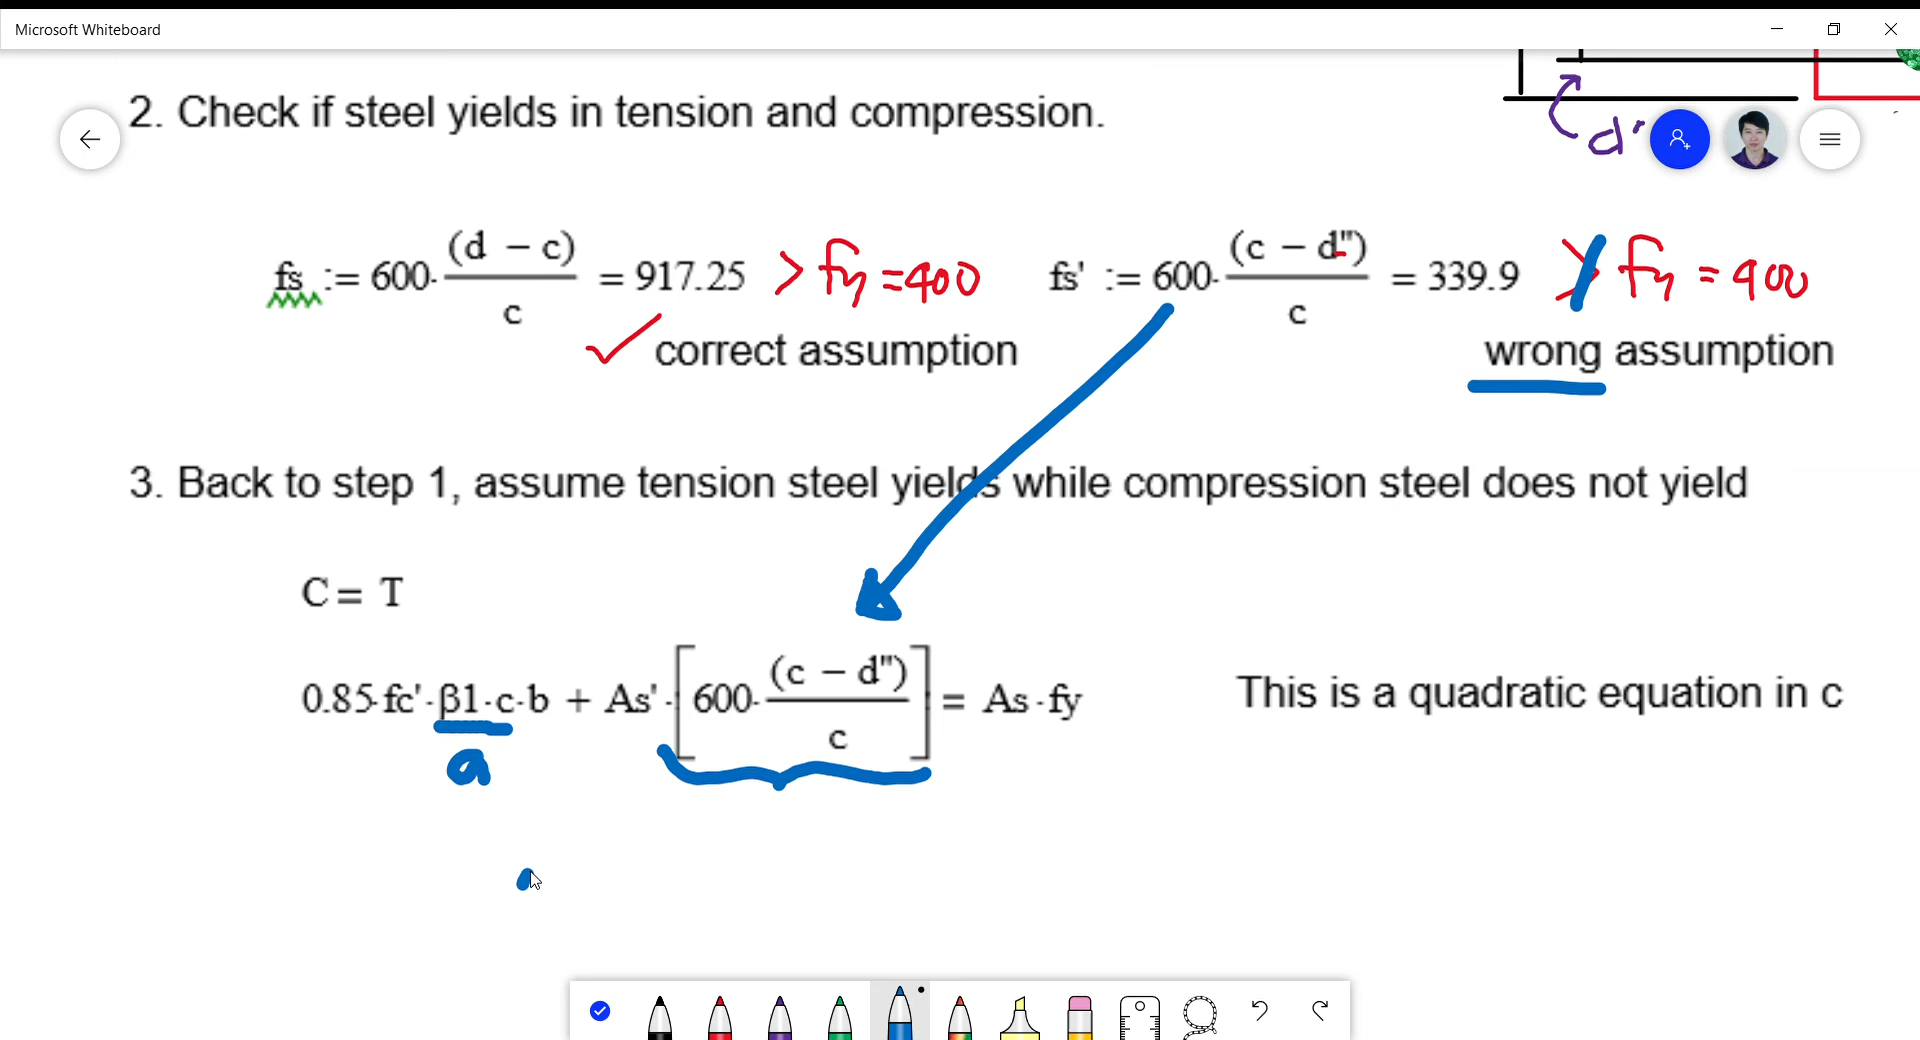 Microsoft Whiteboard
2. Check if steel yields in tension and compression.
d'
fs := 600· (d − c) / c = 917.25 > fy = 400
fs' := 600· (c − d") / c = 339.9 > fy = 400
✓ correct assumption
wrong assumption
3. Back to step 1, assume tension steel yields while compression steel does not yield
C = T
0.85·fc'·β1·c·b + As'·[600· (c − d") / c] = As·fy
This is a quadratic equation in c
a